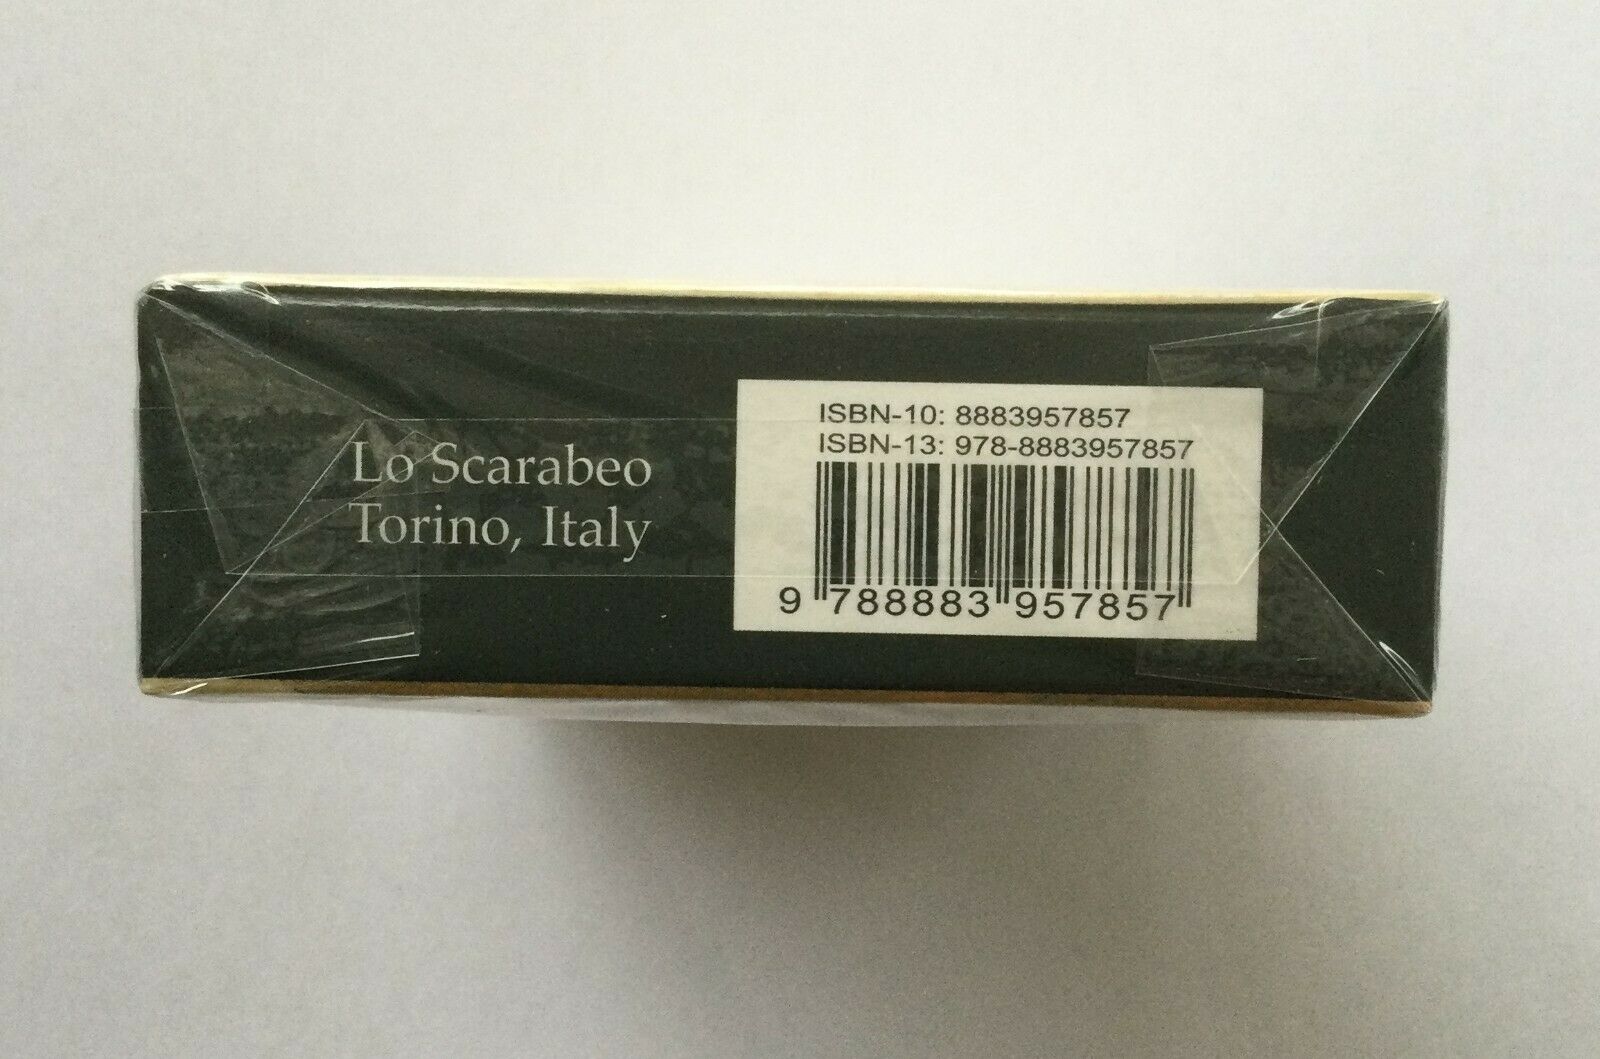 Lo Scarabeo
Torino, Italy
ISBN-10: 8883957857
ISBN-13: 978-8883957857
9 788883 957857